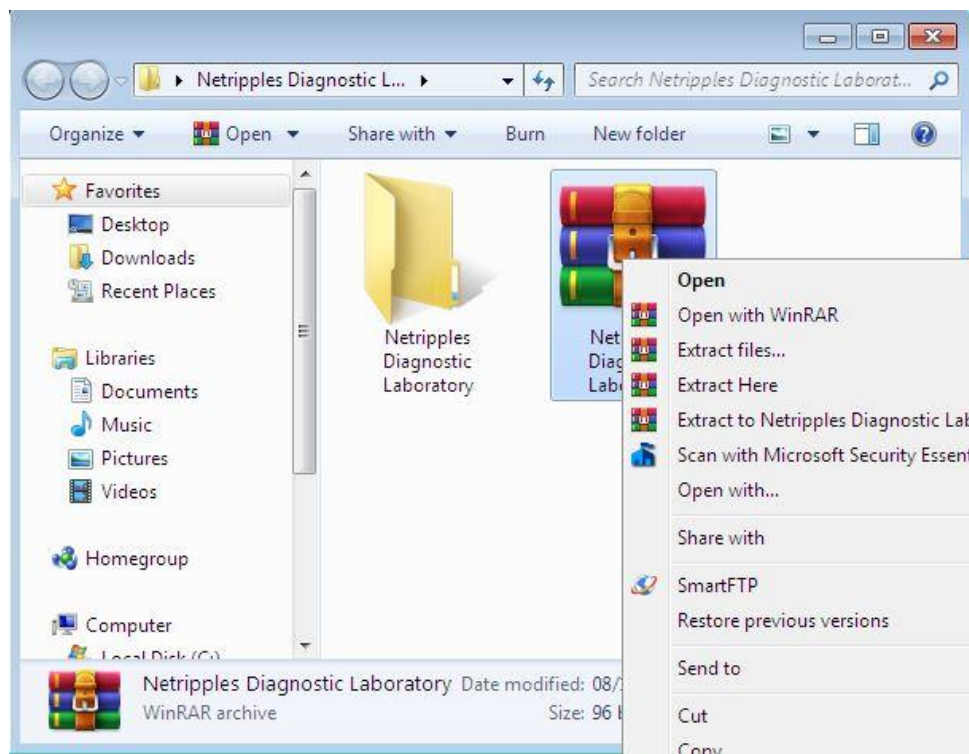 Netripples Diagnostic L...
Search Netripples Diagnostic Laborat...
Organize
Open
Share with
Burn
New folder
Favorites
Desktop
Downloads
Recent Places
Libraries
Documents
Music
Pictures
Videos
Homegroup
Computer
Local Disk (C:)
Netripples
Diagnostic
Laboratory
Net
Diag
Lab
Open
Open with WinRAR
Extract files...
Extract Here
Extract to Netripples Diagnostic Lab
Scan with Microsoft Security Essent
Open with...
Share with
SmartFTP
Restore previous versions
Send to
Cut
Copy
Netripples Diagnostic Laboratory Date modified: 08/
WinRAR archive Size: 96